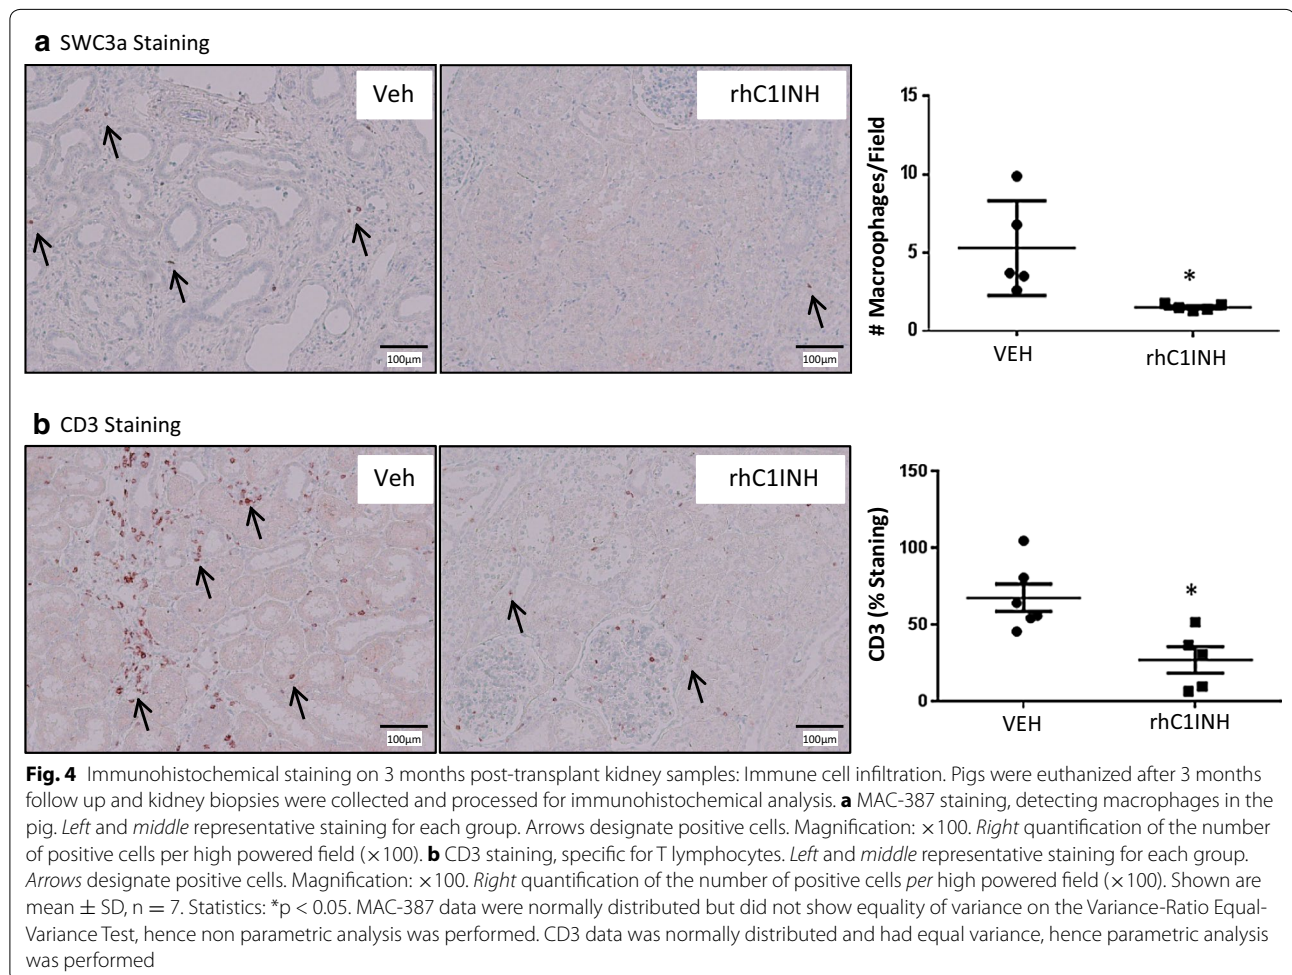 a SWC3a Staining
Veh
rhC1INH
100μm
100μm
# Macrophages/Field
15
10
5
0
*
VEH
rhC1INH
b CD3 Staining
Veh
rhC1INH
100μm
100μm
CD3 (% Staning)
150
100
50
0
*
VEH
rhC1INH
Fig. 4 Immunohistochemical staining on 3 months post-transplant kidney samples: Immune cell infiltration. Pigs were euthanized after 3 months
follow up and kidney biopsies were collected and processed for immunohistochemical analysis. a MAC-387 staining, detecting macrophages in the
pig. Left and middle representative staining for each group. Arrows designate positive cells. Magnification: ×100. Right quantification of the number
of positive cells per high powered field (×100). b CD3 staining, specific for T lymphocytes. Left and middle representative staining for each group.
Arrows designate positive cells. Magnification: ×100. Right quantification of the number of positive cells per high powered field (×100). Shown are
mean ± SD, n = 7. Statistics: *p < 0.05. MAC-387 data were normally distributed but did not show equality of variance on the Variance-Ratio Equal-
Variance Test, hence non parametric analysis was performed. CD3 data was normally distributed and had equal variance, hence parametric analysis
was performed